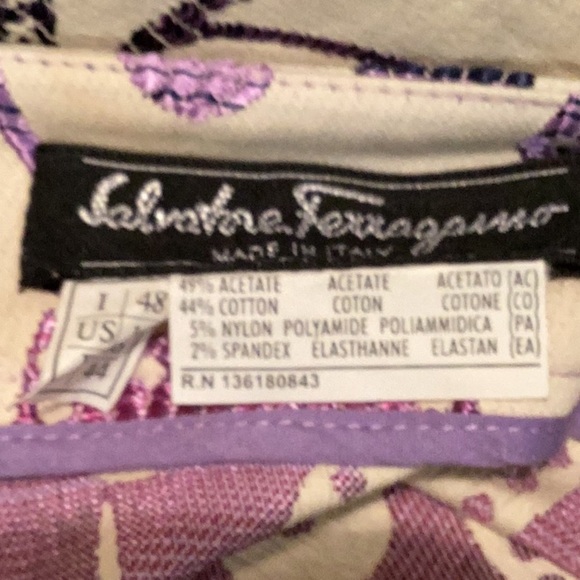 Salvatore Ferragamo
MADE IN ITALY
I 48
US
49% ACETATE ACETATE ACETATO (AC)
44% COTTON COTON COTONE (CO)
5% NYLON POLYAMIDE POLIAMMIDICA (PA)
2% SPANDEX ELASTHANNE ELASTAN (EA)
R.N 136180843